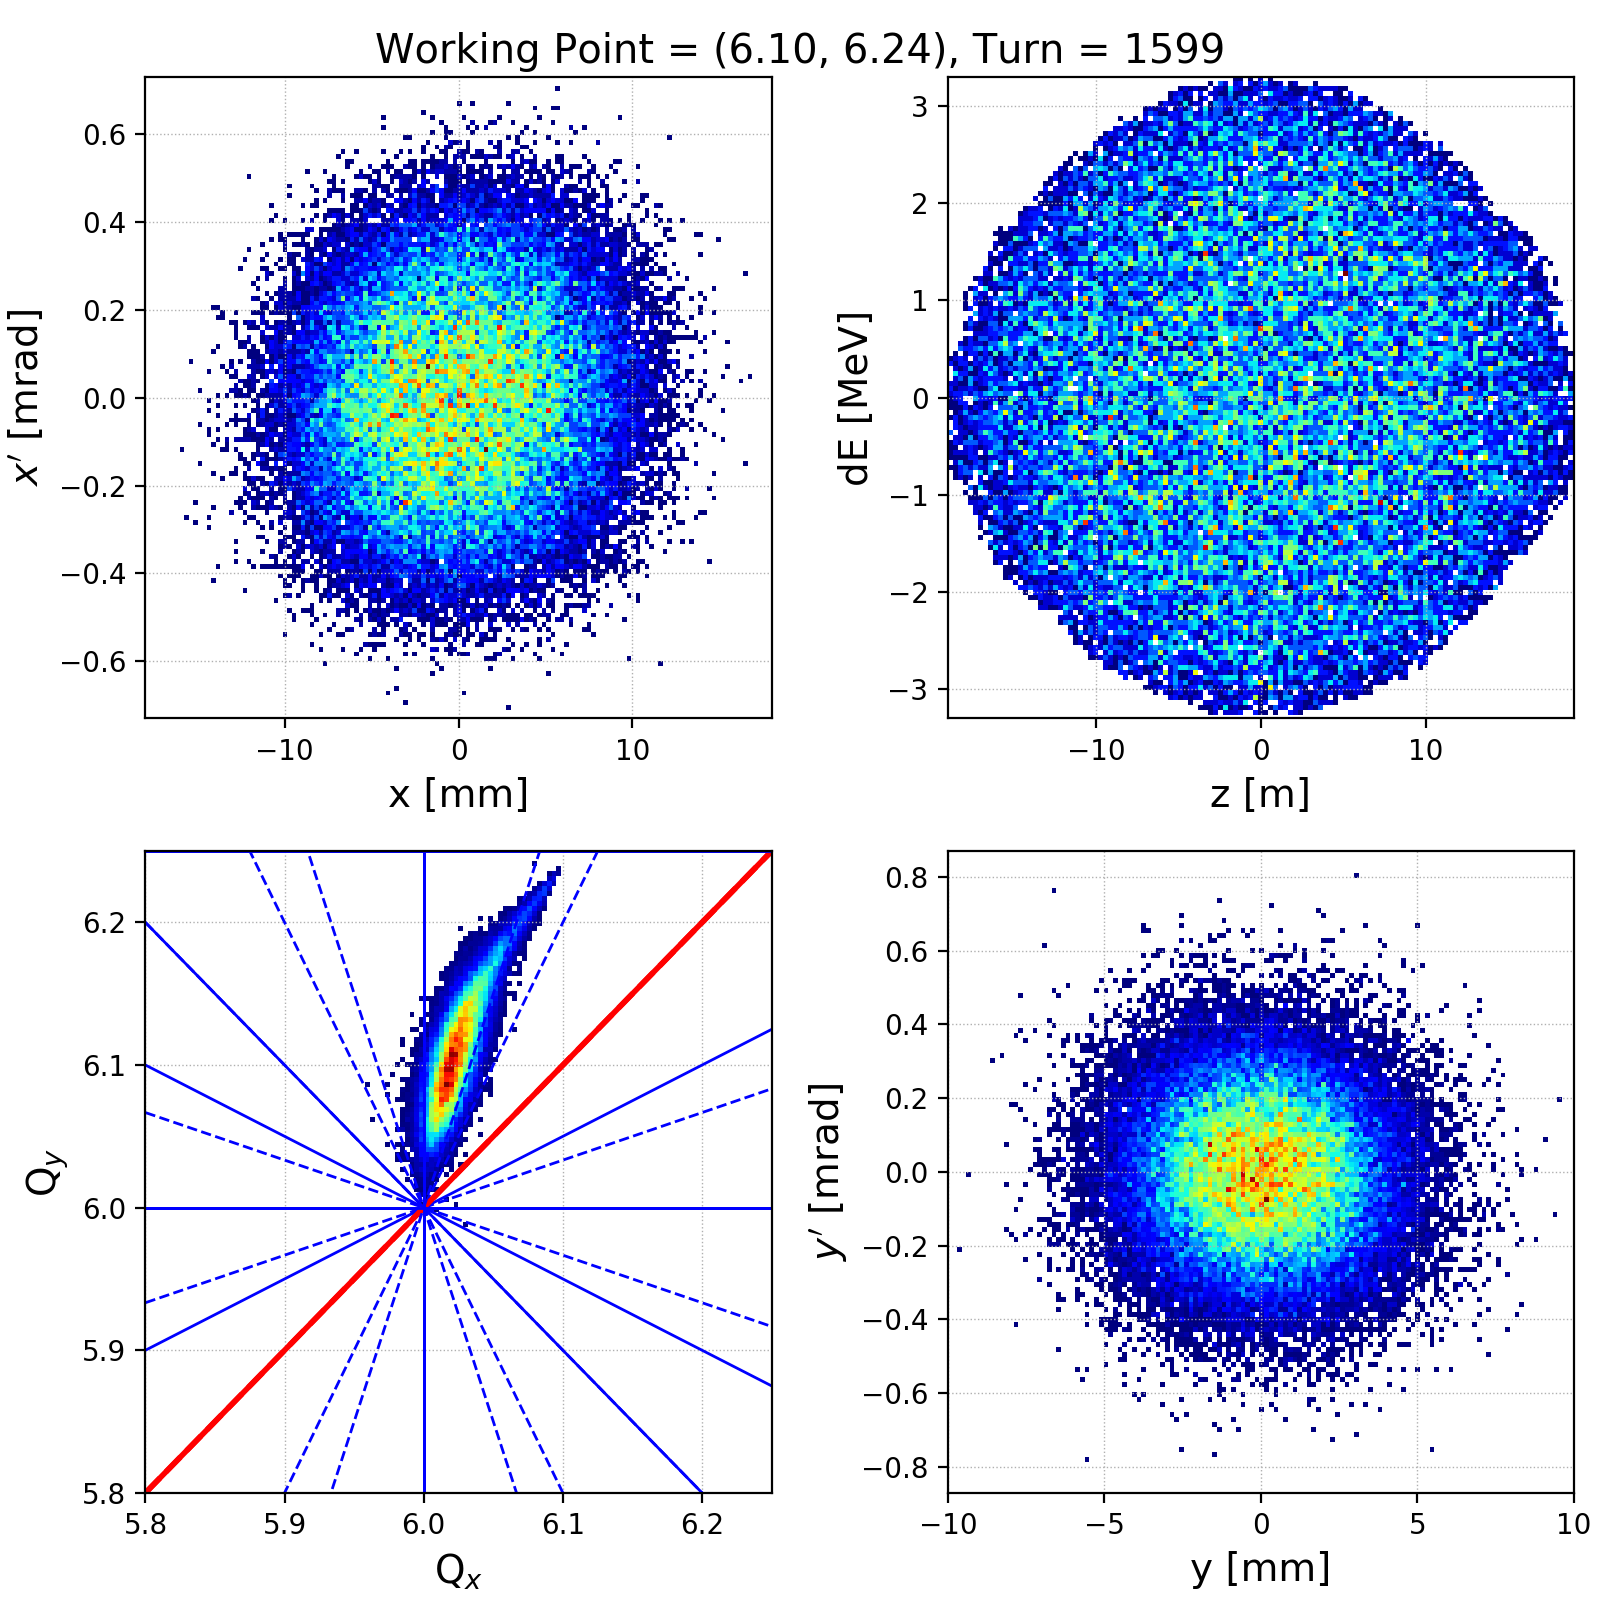 Working Point = (6.10, 6.24), Turn = 1599
0.6
0.4
0.2
0.0
−0.2
−0.4
−0.6
x′ [mrad]
−10 0 10
x [mm]
3
2
1
0
−1
−2
−3
dE [MeV]
−10 0 10
z [m]
6.2
6.1
6.0
5.9
5.8
Qy
5.8 5.9 6.0 6.1 6.2
Qx
0.8
0.6
0.4
0.2
0.0
−0.2
−0.4
−0.6
−0.8
y′ [mrad]
−10 −5 0 5 10
y [mm]